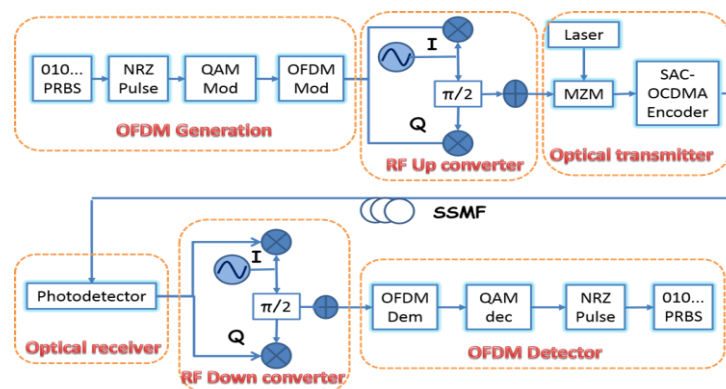 010...
PRBS
NRZ
Pulse
QAM
Mod
OFDM
Mod
OFDM Generation
I
π/2
Q
RF Up converter
Laser
MZM
SAC-
OCDMA
Encoder
Optical transmitter
SSMF
Photodetector
Optical receiver
I
π/2
Q
RF Down converter
OFDM
Dem
QAM
dec
NRZ
Pulse
010...
PRBS
OFDM Detector